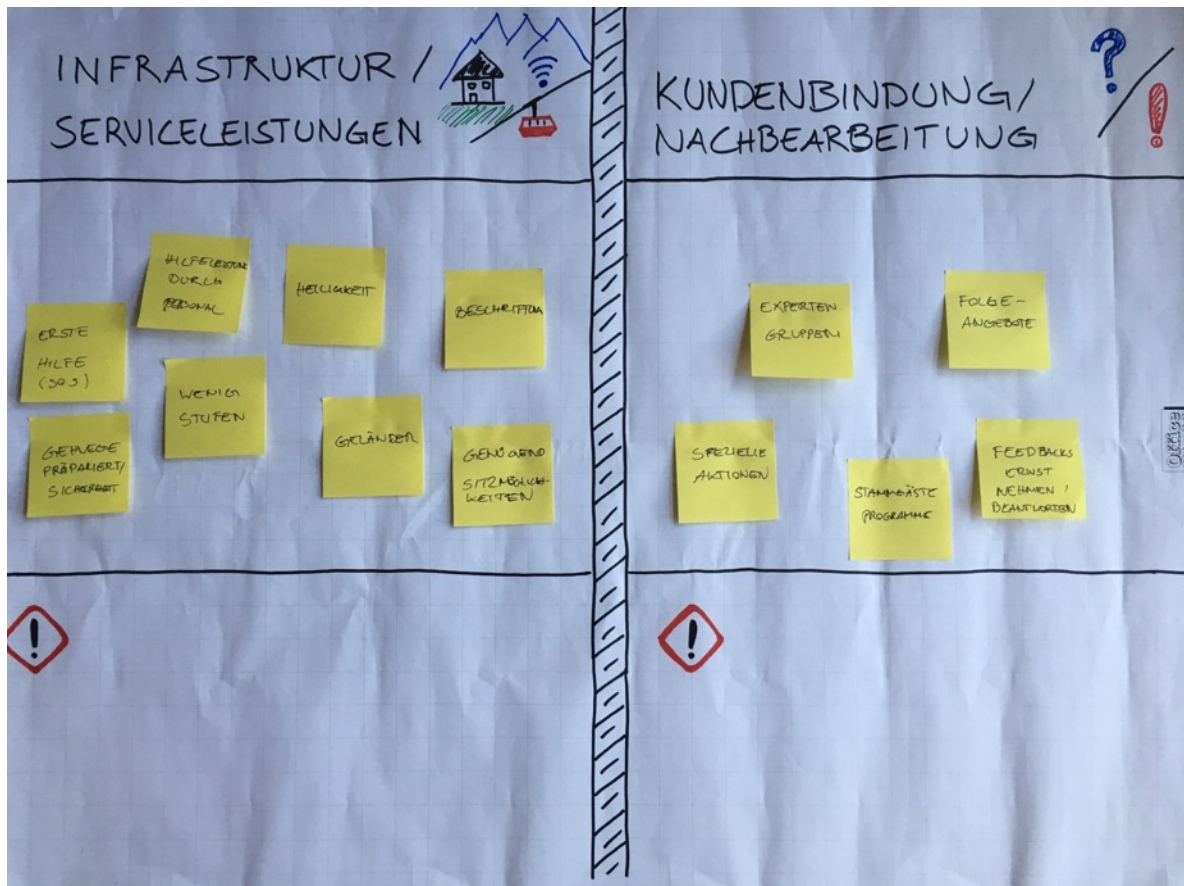 INFRASTRUKTUR /
SERVICELEISTUNGEN
HILFELEISTUNG
DURCH
PERSONAL
HELLIGKEIT
BESCHRIFTUNG
ERSTE
HILFE
(SOS)
WENIG
STUFEN
GELÄNDER
GEHWEGE
PRÄPARIERT/
SICHERHEIT
GENÜGEND
SITZMÖGLICH-
KEITEN
KUNDENBINDUNG/
NACHBEARBEITUNG
? / !
EXPERTEN
GRUPPEN
FOLGE-
ANGEBOTE
SPEZIELLE
AKTIONEN
STAMMGÄSTE
PROGRAMME
FEEDBACKS
ERNST
NEHMEN /
BEANTWORTEN
!
!